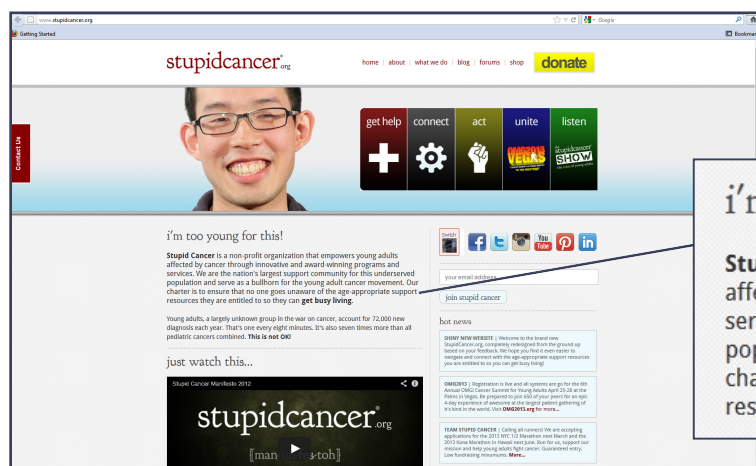 www.stupidcancer.org
Google
Getting Started
Bookmar
stupidcancer.org
home | about | what we do | blog | forums | shop
donate
Contact Us
get help
connect
act
unite
listen
OMG2013
VEGAS
stupidcancer
SHOW
i'm too young for this!
Stupid Cancer is a non-profit organization that empowers young adults
affected by cancer through innovative and award-winning programs and
services. We are the nation's largest support community for this underserved
population and serve as a bullhorn for the young adult cancer movement. Our
charter is to ensure that no one goes unaware of the age-appropriate support
resources they are entitled to so they can get busy living.
Young adults, a largely unknown group in the war on cancer, account for 72,000 new
diagnosis each year. That's one every eight minutes. It's also seven times more than all
pediatric cancers combined. This is not OK!
just watch this...
Stupid Cancer Manifesto 2012
stupidcancer.org
Switch
You
Tube
your email address
join stupid cancer
hot news
SHINY NEW WEBSITE | Welcome to the brand new
StupidCancer.org, completely redesigned from the ground up
based on your feedback. We hope you find it even easier to
navigate and connect with the age-appropriate support resources
you are entitled to so you can get busy living!
OMG2013 | Registration is live and all systems are go for the 6th
Annual OMG! Cancer Summit for Young Adults April 25-28 at the
Palms in Vegas. Be prepared to join 650 of your peers for an epic
4-day experience of awesome at the largest patient gathering of
it's kind in the world. Visit OMG2013.org for more...
TEAM STUPID CANCER | Calling all runners! We are accepting
applications for the 2013 NYC 1/2 Marathon next March and the
2013 Kona Marathon in Hawaii next June. Run for us, support our
mission and help young adults fight cancer. Guaranteed entry.
Low fundraising minumums. More...
i'm
Stu
affe
ser
pop
cha
res